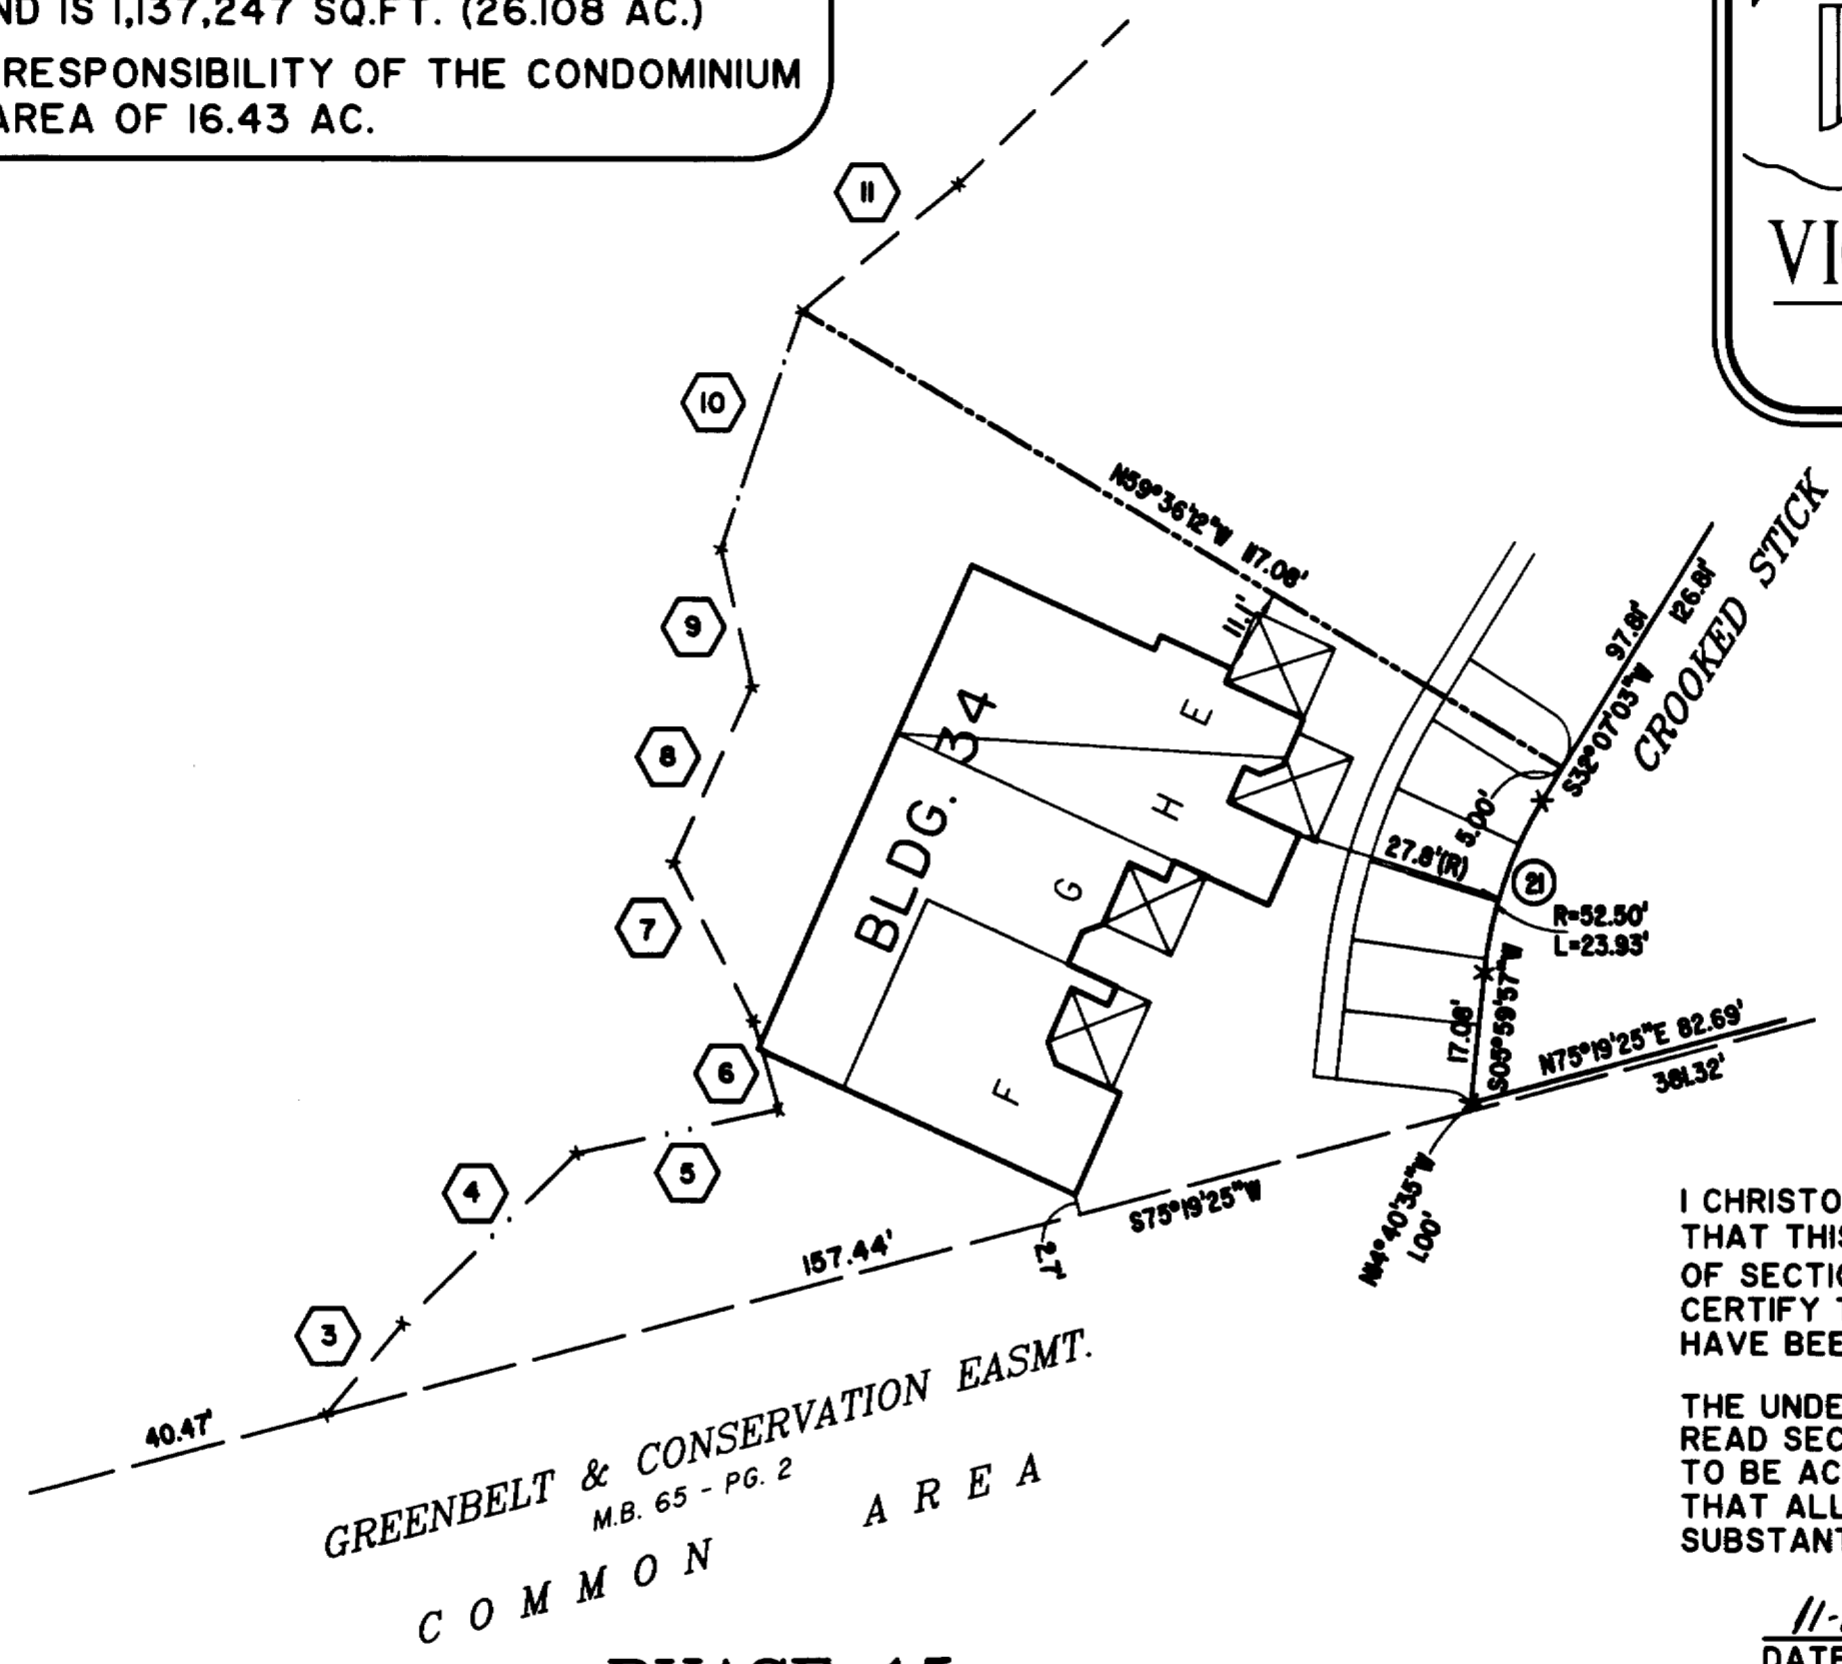 ND IS 1,137,247 SQ.FT. (26.108 AC.)
RESPONSIBILITY OF THE CONDOMINIUM
AREA OF 16.43 AC.
11
10
9
8
7
6
5
4
3
N59°36'12"W 117.06'
11.1'
BLDG. 34
E
H
G
F
27.8'(R)
5.00'
21
R=52.50'
L=23.93'
97.81'
126.81'
S32°07'03"W
CROOKED STICK
17.08'
S05°59'57"W
N75°19'25"E 82.69'
381.32'
S75°19'25"W
N14°40'35"W
1.00'
2.7'
157.44'
40.47'
GREENBELT & CONSERVATION EASMT.
M.B. 65 - PG. 2
COMMON AREA
I CHRISTO
THAT THIS
OF SECTIO
CERTIFY T
HAVE BEE
THE UNDE
READ SEC
TO BE AC
THAT ALL
SUBSTANT
11-
DATE